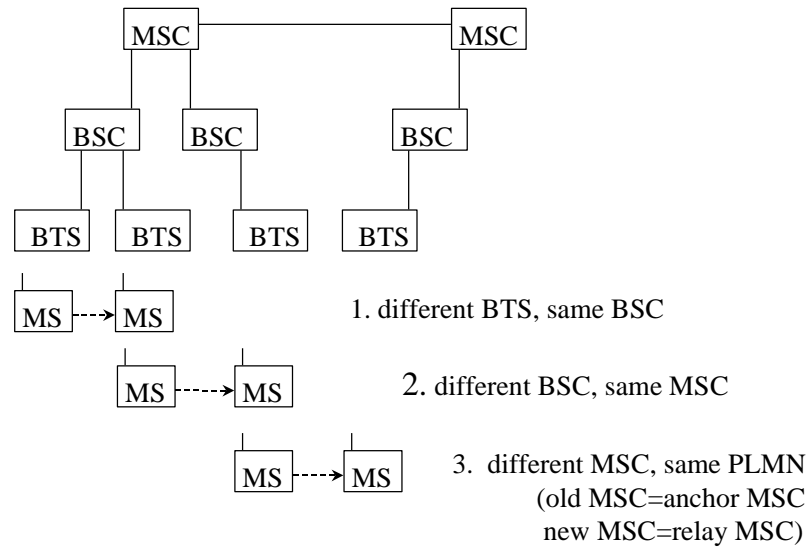 MSC MSC
BSC BSC BSC
BTS BTS BTS BTS
MS MS 1. different BTS, same BSC
MS MS 2. different BSC, same MSC
MS MS 3. different MSC, same PLMN
(old MSC=anchor MSC
new MSC=relay MSC)